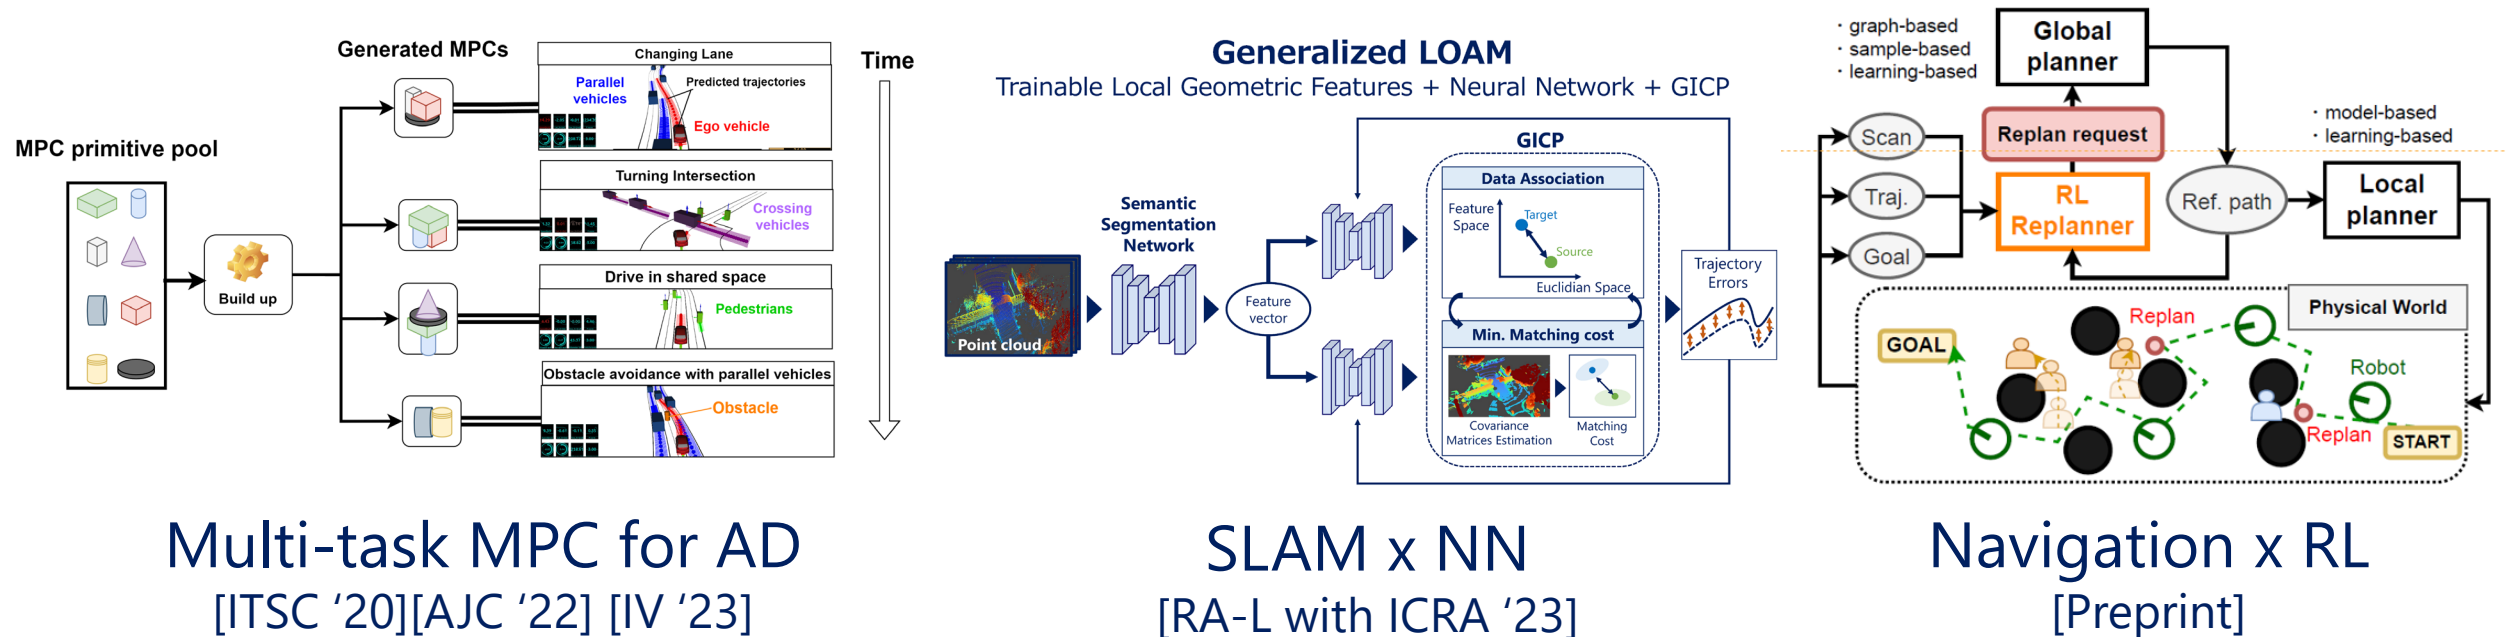 Generated MPCs
MPC primitive pool
Build up
Changing Lane
Parallel
vehicles
Predicted trajectories
Ego vehicle
Turning Intersection
Crossing
vehicles
Drive in shared space
Pedestrians
Obstacle avoidance with parallel vehicles
Obstacle
Time
Multi-task MPC for AD
[ITSC ‘20][AJC ‘22] [IV ‘23]
Generalized LOAM
Trainable Local Geometric Features + Neural Network + GICP
GICP
Semantic
Segmentation
Network
Point cloud
Feature
vector
Data Association
Feature
Space
Target
Source
Euclidian Space
Min. Matching cost
Covariance
Matrices Estimation
Matching
Cost
Trajectory
Errors
SLAM x NN
[RA-L with ICRA ‘23]
· graph-based
· sample-based
· learning-based
Global
planner
Replan request
· model-based
· learning-based
Scan
Traj.
Goal
RL
Replanner
Ref. path
Local
planner
Physical World
GOAL
Replan
Robot
Replan
START
Navigation x RL
[Preprint]